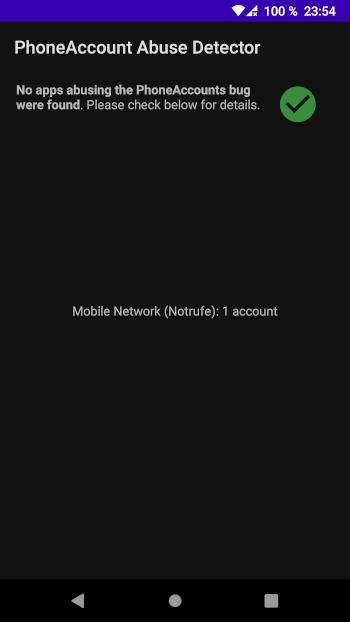 100 % 23:54
PhoneAccount Abuse Detector
No apps abusing the PhoneAccounts bug
were found. Please check below for details.
Mobile Network (Notrufe): 1 account